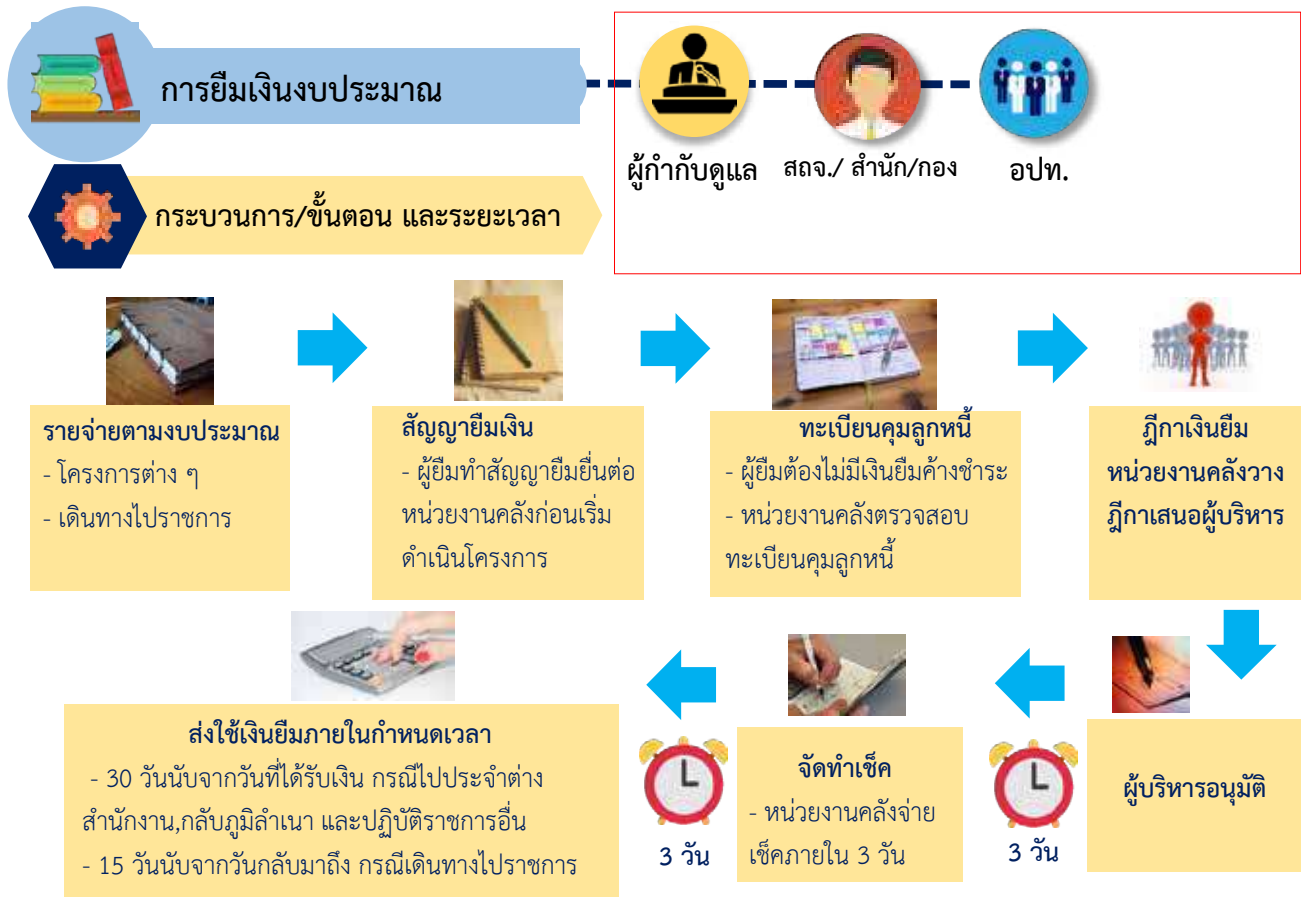 การยืมเงินงบประมาณ
ผู้กำกับดูแล
สถจ./ สำนัก/กอง
อปท.
กระบวนการ/ขั้นตอน และระยะเวลา
รายจ่ายตามงบประมาณ
- โครงการต่าง ๆ
- เดินทางไปราชการ
สัญญายืมเงิน
- ผู้ยืมทำสัญญายืมยื่นต่อ
หน่วยงานคลังก่อนเริ่ม
ดำเนินโครงการ
ทะเบียนคุมลูกหนี้
- ผู้ยืมต้องไม่มีเงินยืมค้างชำระ
- หน่วยงานคลังตรวจสอบ
ทะเบียนคุมลูกหนี้
ฎีกาเงินยืม
หน่วยงานคลังวาง
ฎีกาเสนอผู้บริหาร
ผู้บริหารอนุมัติ
3 วัน
จัดทำเช็ค
- หน่วยงานคลังจ่าย
เช็คภายใน 3 วัน
3 วัน
ส่งใช้เงินยืมภายในกำหนดเวลา
- 30 วันนับจากวันที่ได้รับเงิน กรณีไปประจำต่าง
สำนักงาน,กลับภูมิลำเนา และปฏิบัติราชการอื่น
- 15 วันนับจากวันกลับมาถึง กรณีเดินทางไปราชการ